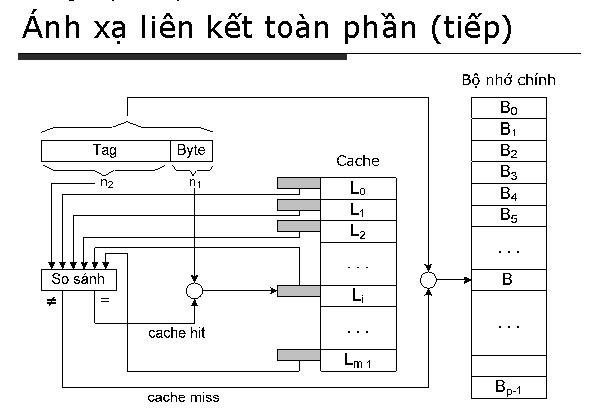 Ánh xạ liên kết toàn phần (tiếp)
Bộ nhớ chính
Tag
Byte
n2
n1
Cache
L0
L1
L2
. . .
Li
. . .
Lm 1
So sánh
≠
=
cache hit
cache miss
B0
B1
B2
B3
B4
B5
. . .
B
. . .
Bp-1